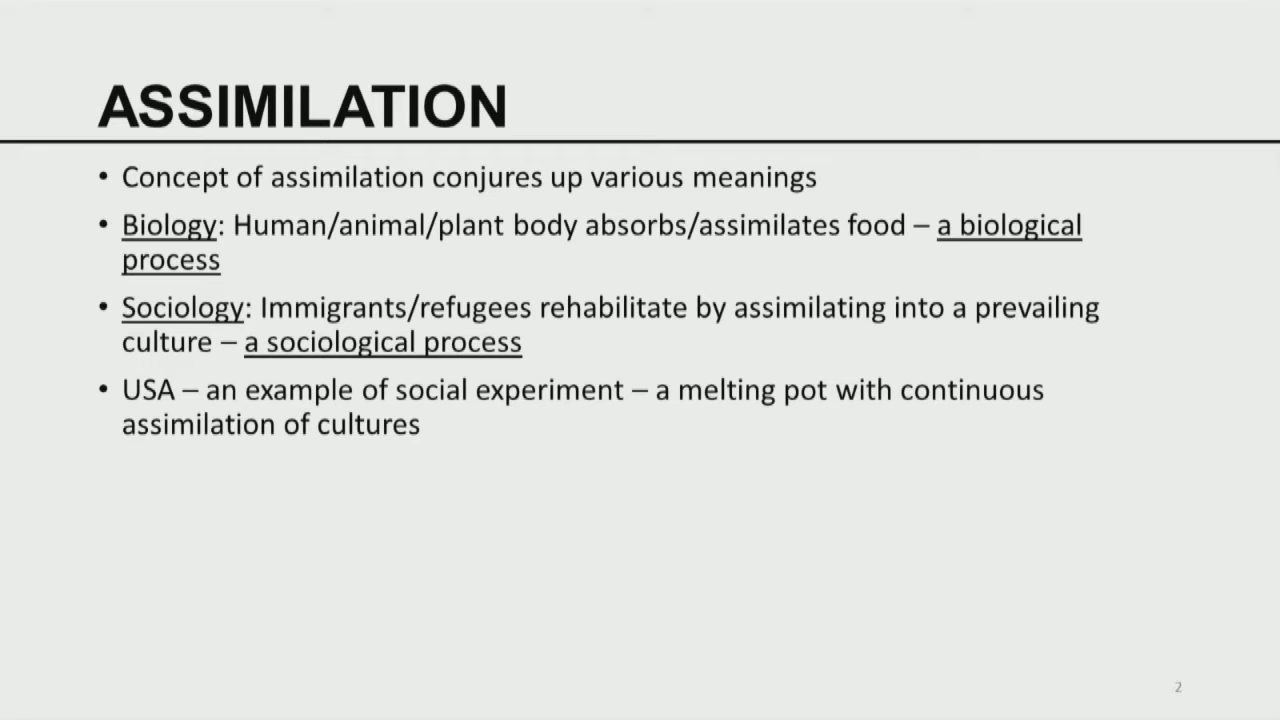 ASSIMILATION
• Concept of assimilation conjures up various meanings
• Biology: Human/animal/plant body absorbs/assimilates food – a biological
process
• Sociology: Immigrants/refugees rehabilitate by assimilating into a prevailing
culture – a sociological process
• USA – an example of social experiment – a melting pot with continuous
assimilation of cultures
2